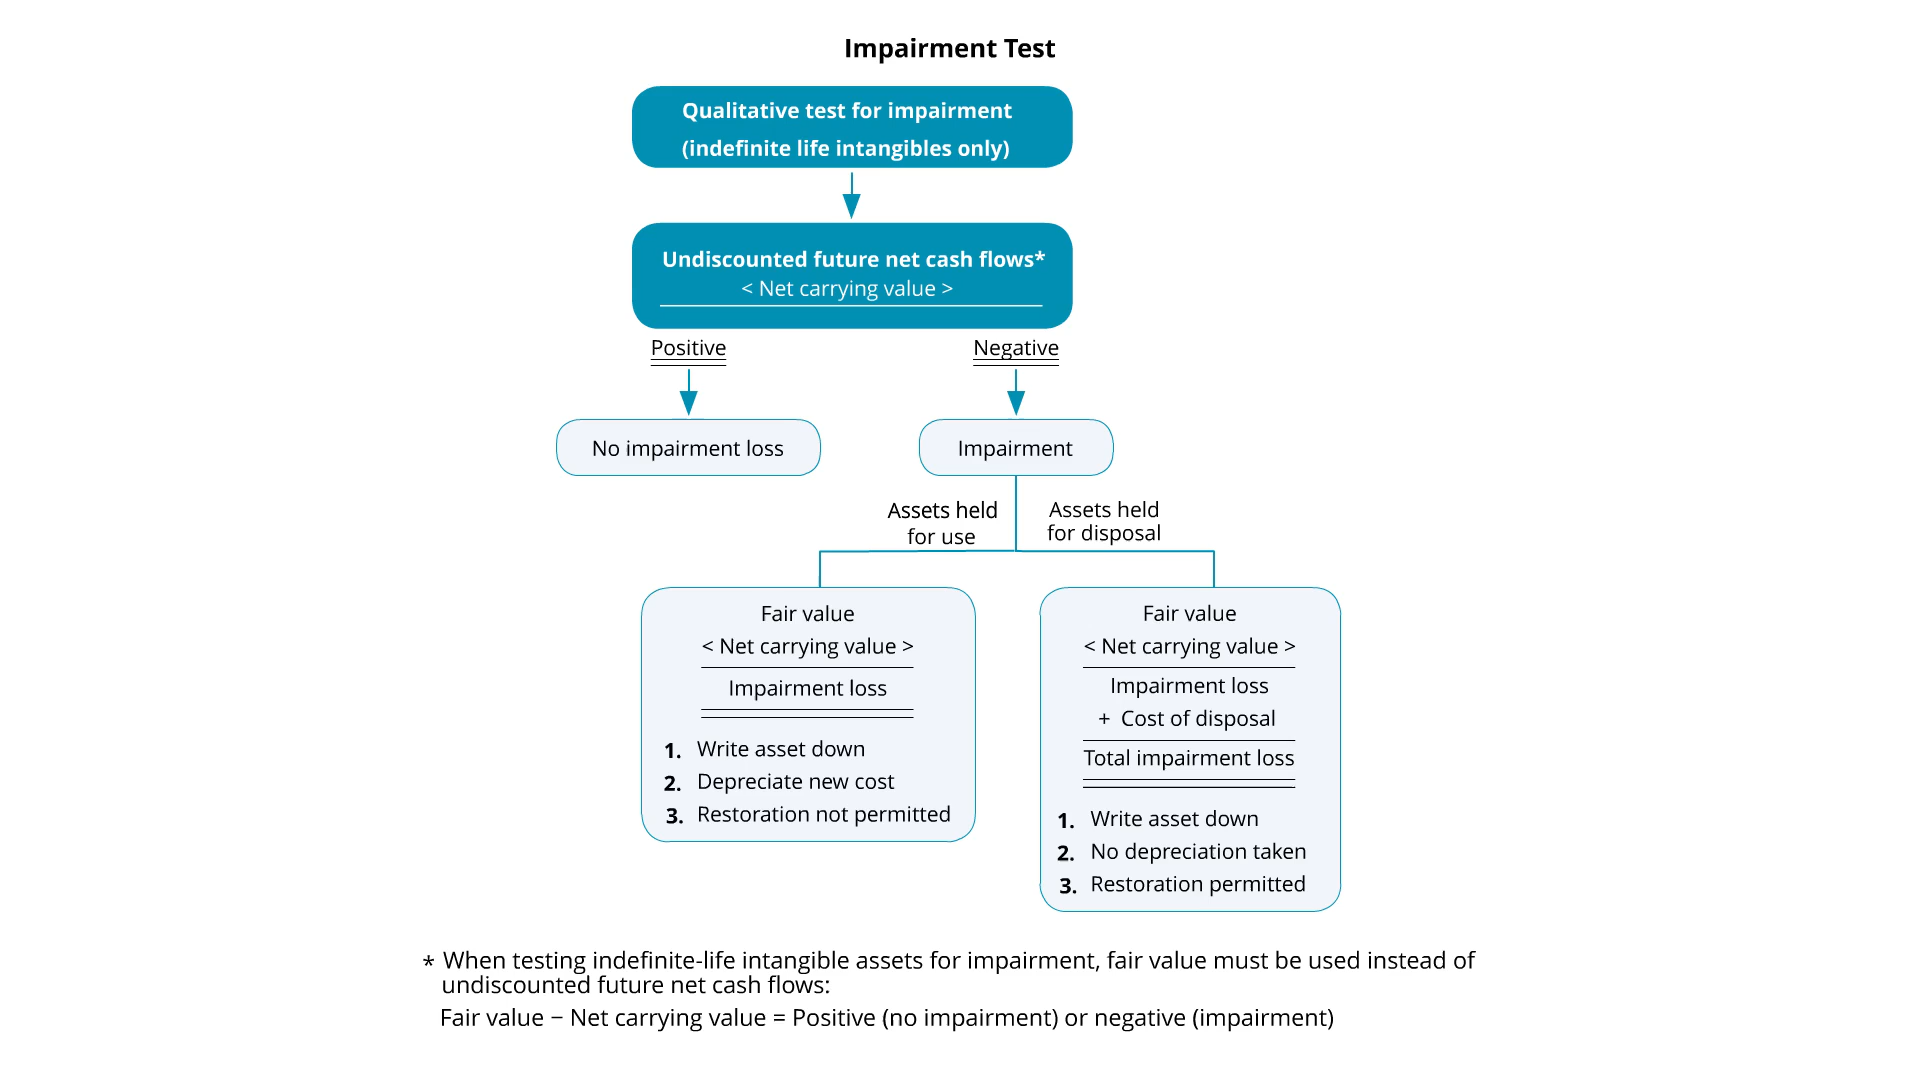 Impairment Test
Qualitative test for impairment
(indefinite life intangibles only)
Undiscounted future net cash flows*
< Net carrying value >
Positive
Negative
No impairment loss
Impairment
Assets held
for use
Assets held
for disposal
Fair value
< Net carrying value >
Impairment loss
1. Write asset down
2. Depreciate new cost
3. Restoration not permitted
Fair value
< Net carrying value >
Impairment loss
+ Cost of disposal
Total impairment loss
1. Write asset down
2. No depreciation taken
3. Restoration permitted
* When testing indefinite-life intangible assets for impairment, fair value must be used instead of
undiscounted future net cash flows:
Fair value − Net carrying value = Positive (no impairment) or negative (impairment)